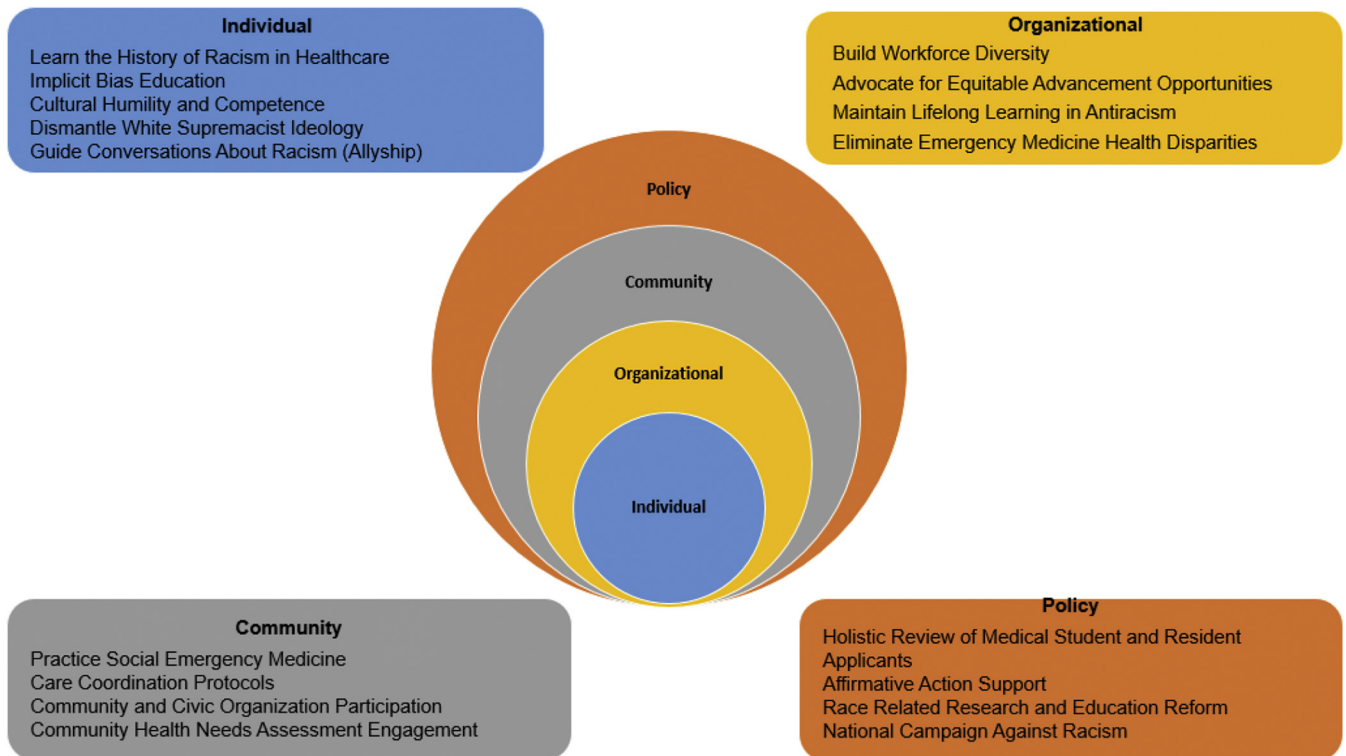 Individual
Learn the History of Racism in Healthcare
Implicit Bias Education
Cultural Humility and Competence
Dismantle White Supremacist Ideology
Guide Conversations About Racism (Allyship)
Organizational
Build Workforce Diversity
Advocate for Equitable Advancement Opportunities
Maintain Lifelong Learning in Antiracism
Eliminate Emergency Medicine Health Disparities
Policy
Community
Organizational
Individual
Community
Practice Social Emergency Medicine
Care Coordination Protocols
Community and Civic Organization Participation
Community Health Needs Assessment Engagement
Policy
Holistic Review of Medical Student and Resident
Applicants
Affirmative Action Support
Race Related Research and Education Reform
National Campaign Against Racism